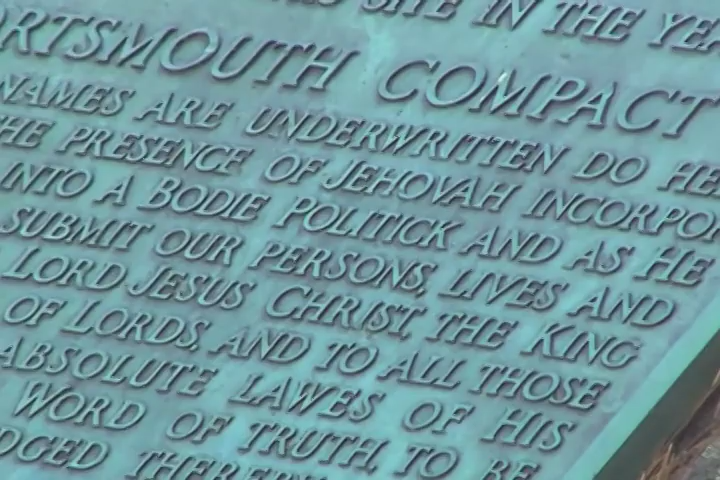 SITE IN THE YEA
ORTSMOUTH COMPACT
NAMES ARE UNDERWRITTEN DO HE
HE PRESENCE OF JEHOVAH INCORPO
INTO A BODIE POLITICK AND AS HE
SUBMIT OUR PERSONS, LIVES AND
LORD JESUS CHRIST, THE KING
OF LORDS, AND TO ALL THOSE
ABSOLUTE LAWES OF HIS
WORD OF TRUTH, TO BE
DGED THEREBY